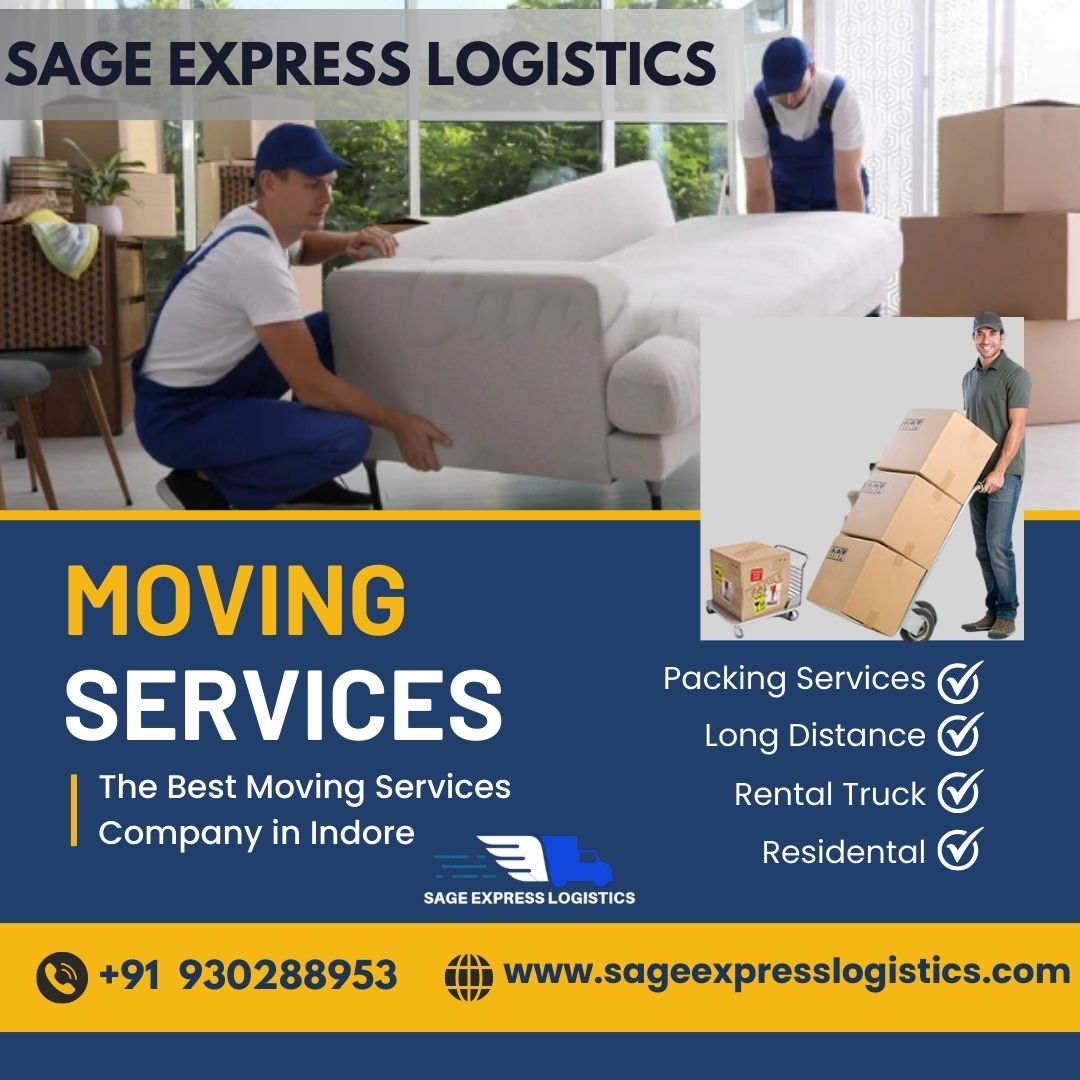 SAGE EXPRESS LOGISTICS
MOVING
SERVICES
The Best Moving Services
Company in Indore
SAGE EXPRESS LOGISTICS
Packing Services
Long Distance
Rental Truck
Residental
+91 930288953
www.sageexpresslogistics.com